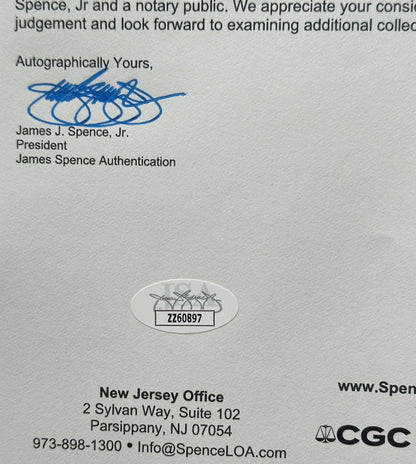 Spence, Jr and a notary public. We appreciate your consi
judgement and look forward to examining additional collec
Autographically Yours,
James J. Spence, Jr.
President
James Spence Authentication
JSA
ZZ60897
New Jersey Office
2 Sylvan Way, Suite 102
Parsippany, NJ 07054
973-898-1300 • Info@SpenceLOA.com
www.Spen
CGC